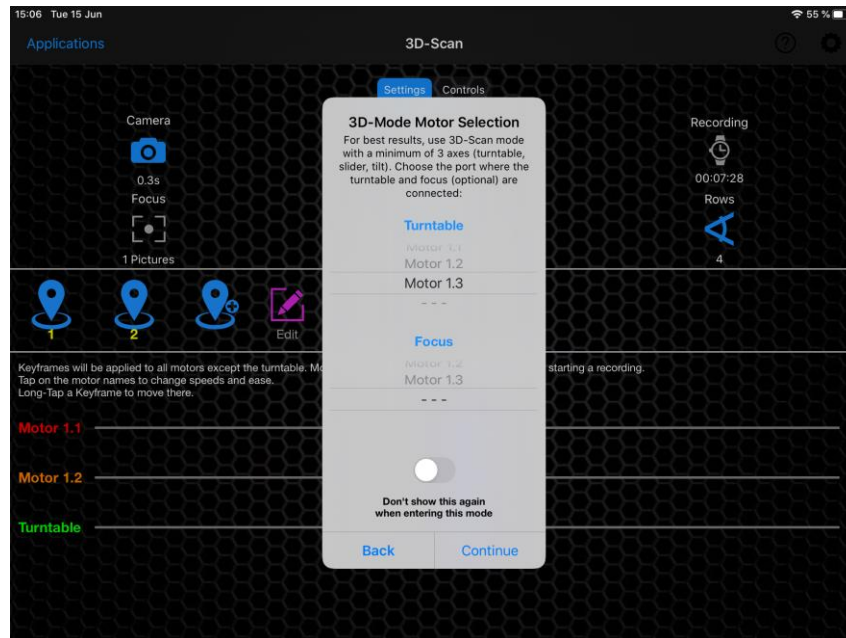 15:06 Tue 15 Jun
55 %
Applications
3D-Scan
Settings Controls
Camera
0.3s
Focus
1 Pictures
3D-Mode Motor Selection
For best results, use 3D-Scan mode
with a minimum of 3 axes (turntable,
slider, tilt). Choose the port where the
turntable and focus (optional) are
connected:
Turntable
Motor 1.1
Motor 1.2
Motor 1.3
- - -
Focus
Motor 1.2
Motor 1.3
- - -
Don't show this again
when entering this mode
Back
Continue
Recording
00:07:28
Rows
4
1
2
Edit
Keyframes will be applied to all motors except the turntable.
starting a recording.
Tap on the motor names to change speeds and ease.
Long-Tap a Keyframe to move there.
Motor 1.1
Motor 1.2
Turntable